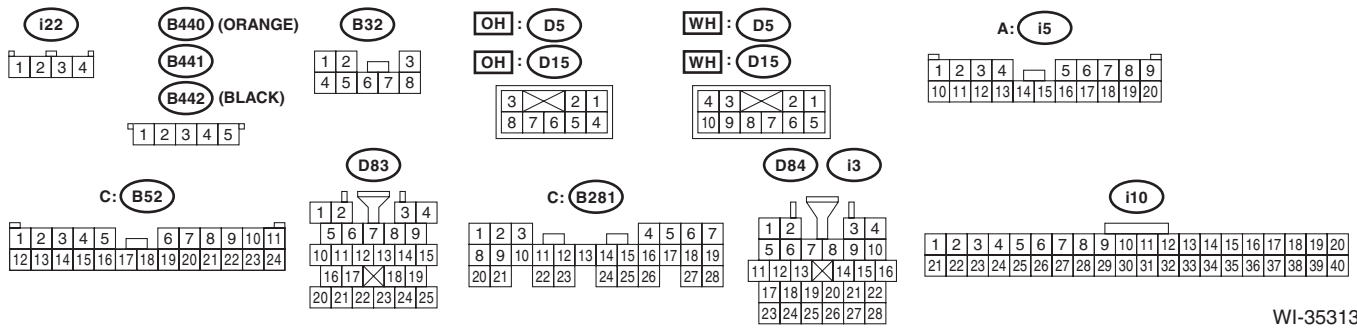 i22
1 2 3 4
B440 (ORANGE)
B441
B442 (BLACK)
1 2 3 4 5
B32
1 2 3
4 5 6 7 8
OH : D5
OH : D15
3 2 1
8 7 6 5 4
WH : D5
WH : D15
4 3 2 1
10 9 8 7 6 5
A: i5
1 2 3 4 5 6 7 8 9
10 11 12 13 14 15 16 17 18 19 20
C: B52
1 2 3 4 5 6 7 8 9 10 11
12 13 14 15 16 17 18 19 20 21 22 23 24
D83
1 2 3 4
5 6 7 8 9
10 11 12 13 14 15
16 17 18 19
20 21 22 23 24 25
C: B281
1 2 3 4 5 6 7
8 9 10 11 12 13 14 15 16 17 18 19
20 21 22 23 24 25 26 27 28
D84 i3
1 2 3 4
5 6 7 8 9 10
11 12 13 14 15 16
17 18 19 20 21 22
23 24 25 26 27 28
i10
1 2 3 4 5 6 7 8 9 10 11 12 13 14 15 16 17 18 19 20
21 22 23 24 25 26 27 28 29 30 31 32 33 34 35 36 37 38 39 40
WI-35313